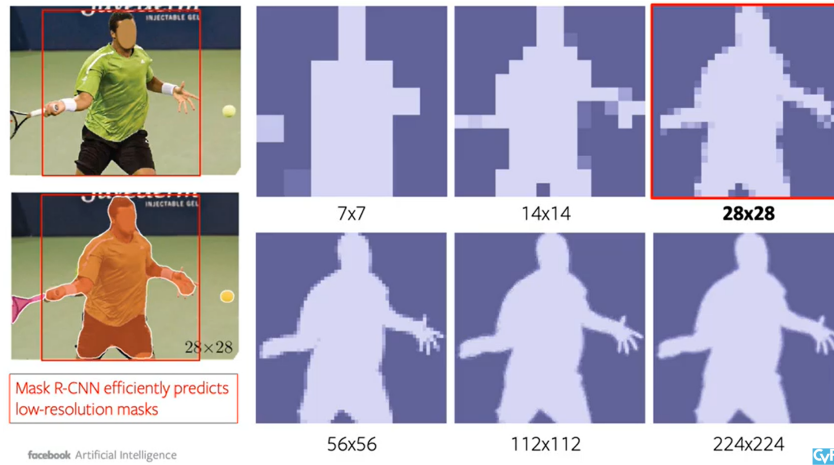 INJECTABLE GEL
7x7
14x14
28x28
INJECTABLE GEL
28×28
Mask R-CNN efficiently predicts
low-resolution masks
56x56
112x112
224x224
facebook Artificial Intelligence